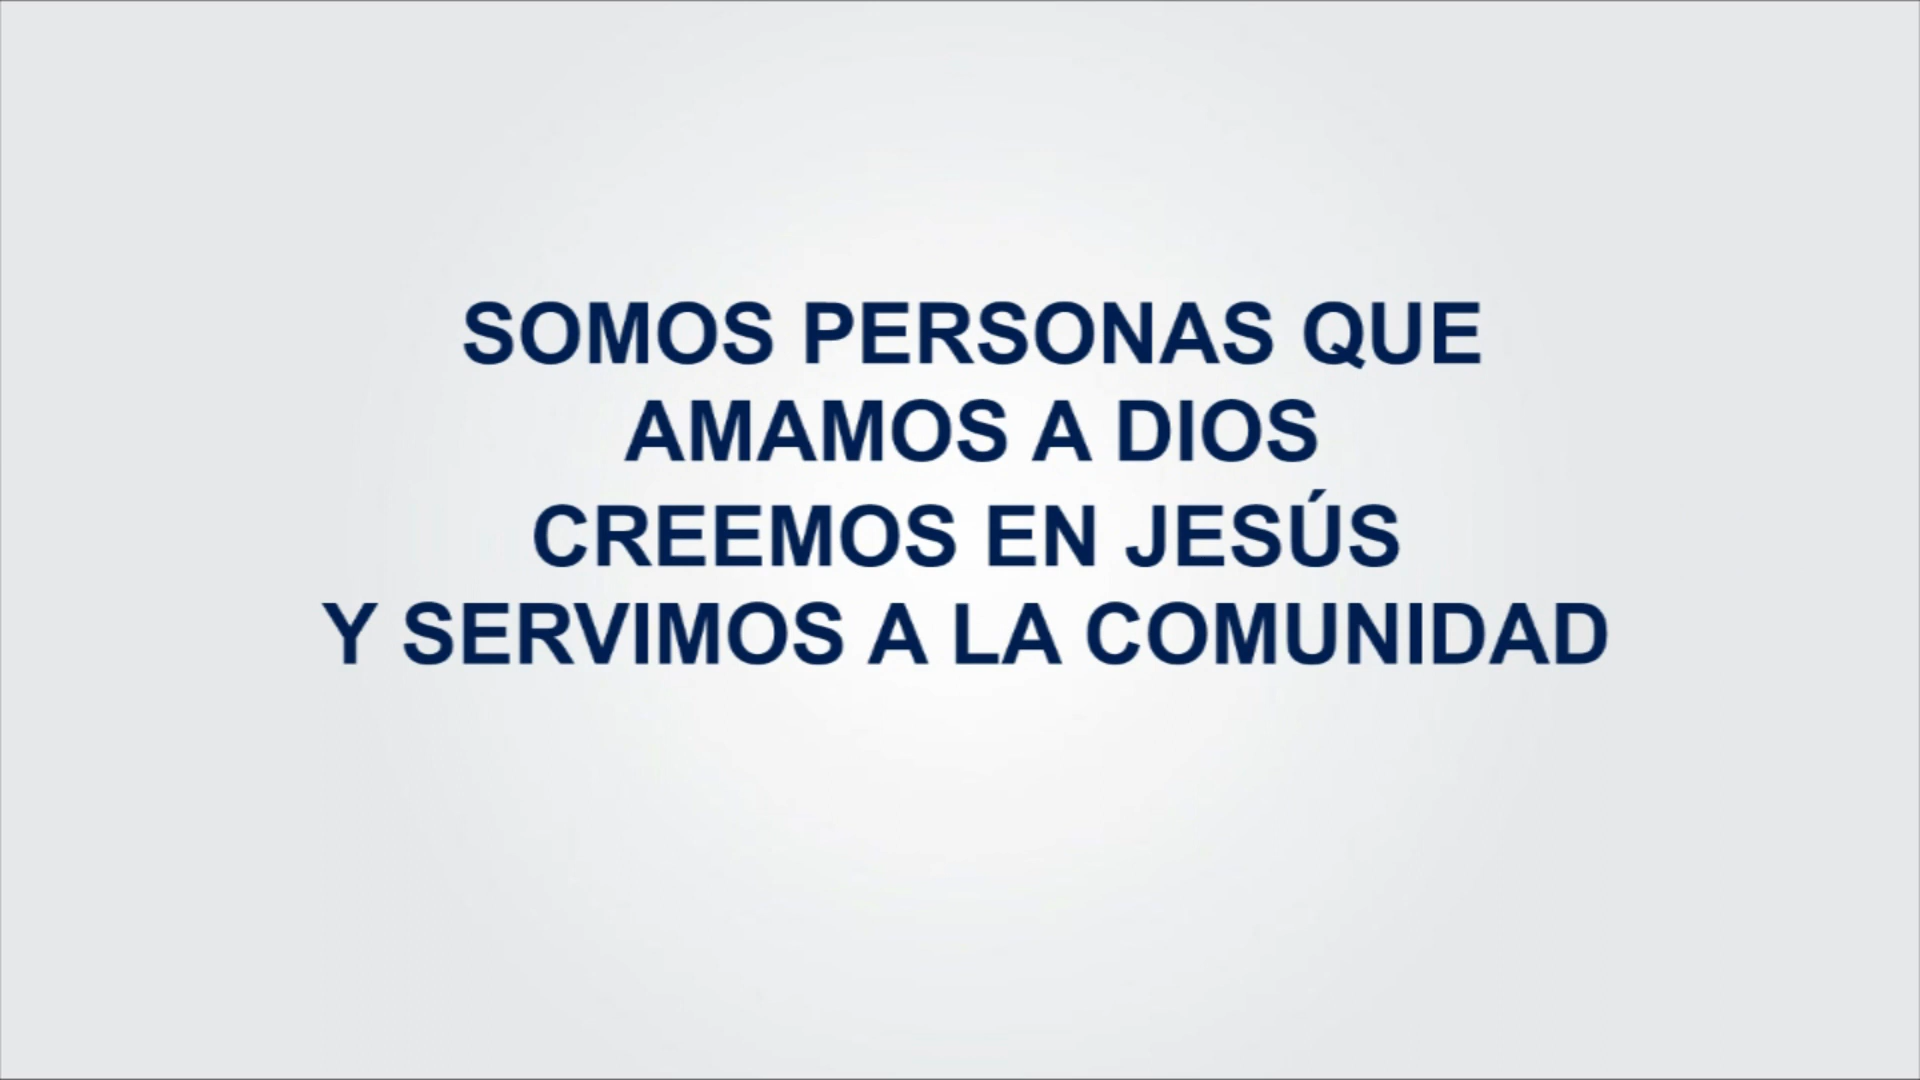 SOMOS PERSONAS QUE
AMAMOS A DIOS
CREEMOS EN JESÚS
Y SERVIMOS A LA COMUNIDAD